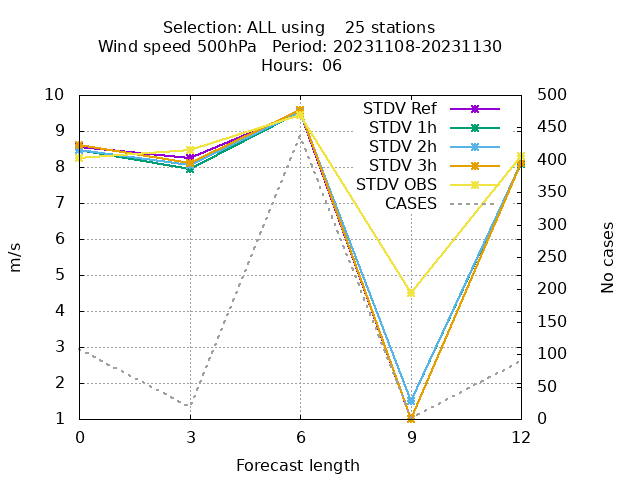 Selection: ALL using    25 stations
Wind speed 500hPa   Period: 20231108-20231130
Hours:  06
STDV Ref
STDV 1h
STDV 2h
STDV 3h
STDV OBS
CASES
10
9
8
7
6
5
4
3
2
1
m/s
500
450
400
350
300
250
200
150
100
50
0
No cases
0 3 6 9 12
Forecast length